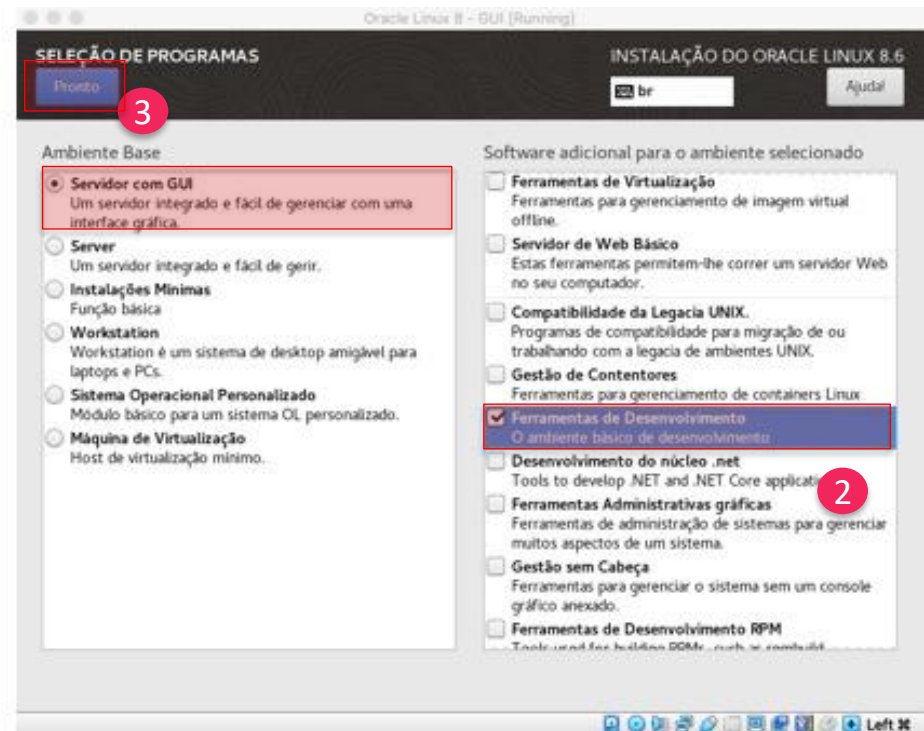 Oracle Linux 8 - GUI [Running]
SELEÇÃO DE PROGRAMAS
INSTALAÇÃO DO ORACLE LINUX 8.6
Pronto
3
br
Ajuda!
Ambiente Base
Servidor com GUI
Um servidor integrado e fácil de gerenciar com uma
interface gráfica.
Server
Um servidor integrado e fácil de gerir.
Instalações Minimas
Função básica
Workstation
Workstation é um sistema de desktop amigável para
laptops e PCs.
Sistema Operacional Personalizado
Módulo básico para um sistema OL personalizado.
Máquina de Virtualização
Host de virtualização mínimo.
Software adicional para o ambiente selecionado
Ferramentas de Virtualização
Ferramentas para gerenciamento de imagem virtual
offline.
Servidor de Web Básico
Estas ferramentas permitem-lhe correr um servidor Web
no seu computador.
Compatibilidade da Legacia UNIX.
Programas de compatibilidade para migração de ou
trabalhando com a legacia de ambientes UNIX.
Gestão de Contentores
Ferramentas para gerenciamento de containers Linux
Ferramentas de Desenvolvimento
O ambiente básico de desenvolvimento
Desenvolvimento do núcleo .net
Tools to develop .NET and .NET Core
2
Ferramentas Administrativas gráficas
Ferramentas de administração de sistemas para gerenciar
muitos aspectos de um sistema.
Gestão sem Cabeça
Ferramentas para gerenciar o sistema sem um console
gráfico anexado.
Ferramentas de Desenvolvimento RPM
Tools used for building RPMs, such as rpmbuild.
Left ⌘